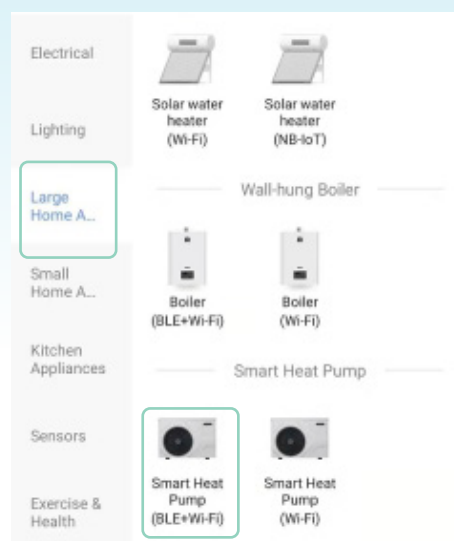 Electrical
Lighting
Large
Home A...
Small
Home A...
Kitchen
Appliances
Sensors
Exercise &
Health
Solar water
heater
(Wi-Fi)
Solar water
heater
(NB-IoT)
Wall-hung Boiler
Boiler
(BLE+Wi-Fi)
Boiler
(Wi-Fi)
Smart Heat Pump
Smart Heat
Pump
(BLE+Wi-Fi)
Smart Heat
Pump
(Wi-Fi)